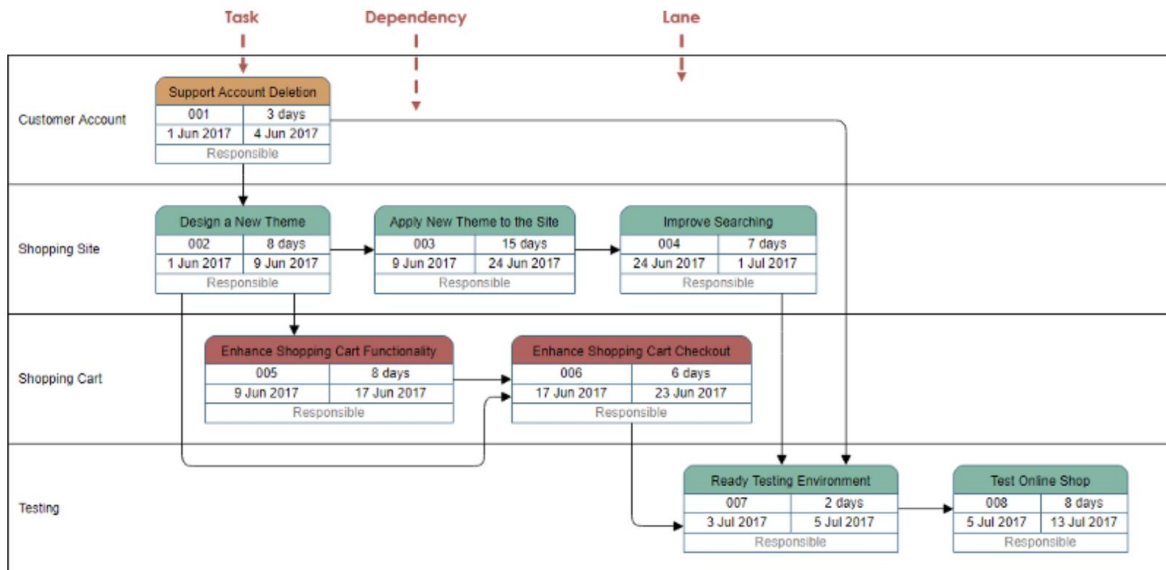 Task
Dependency
Lane
Customer Account
Support Account Deletion
001 3 days
1 Jun 2017 4 Jun 2017
Responsible
Shopping Site
Design a New Theme
002 8 days
1 Jun 2017 9 Jun 2017
Responsible
Apply New Theme to the Site
003 15 days
9 Jun 2017 24 Jun 2017
Responsible
Improve Searching
004 7 days
24 Jun 2017 1 Jul 2017
Responsible
Shopping Cart
Enhance Shopping Cart Functionality
005 8 days
9 Jun 2017 17 Jun 2017
Responsible
Enhance Shopping Cart Checkout
006 6 days
17 Jun 2017 23 Jun 2017
Responsible
Testing
Ready Testing Environment
007 2 days
3 Jul 2017 5 Jul 2017
Responsible
Test Online Shop
008 8 days
5 Jul 2017 13 Jul 2017
Responsible